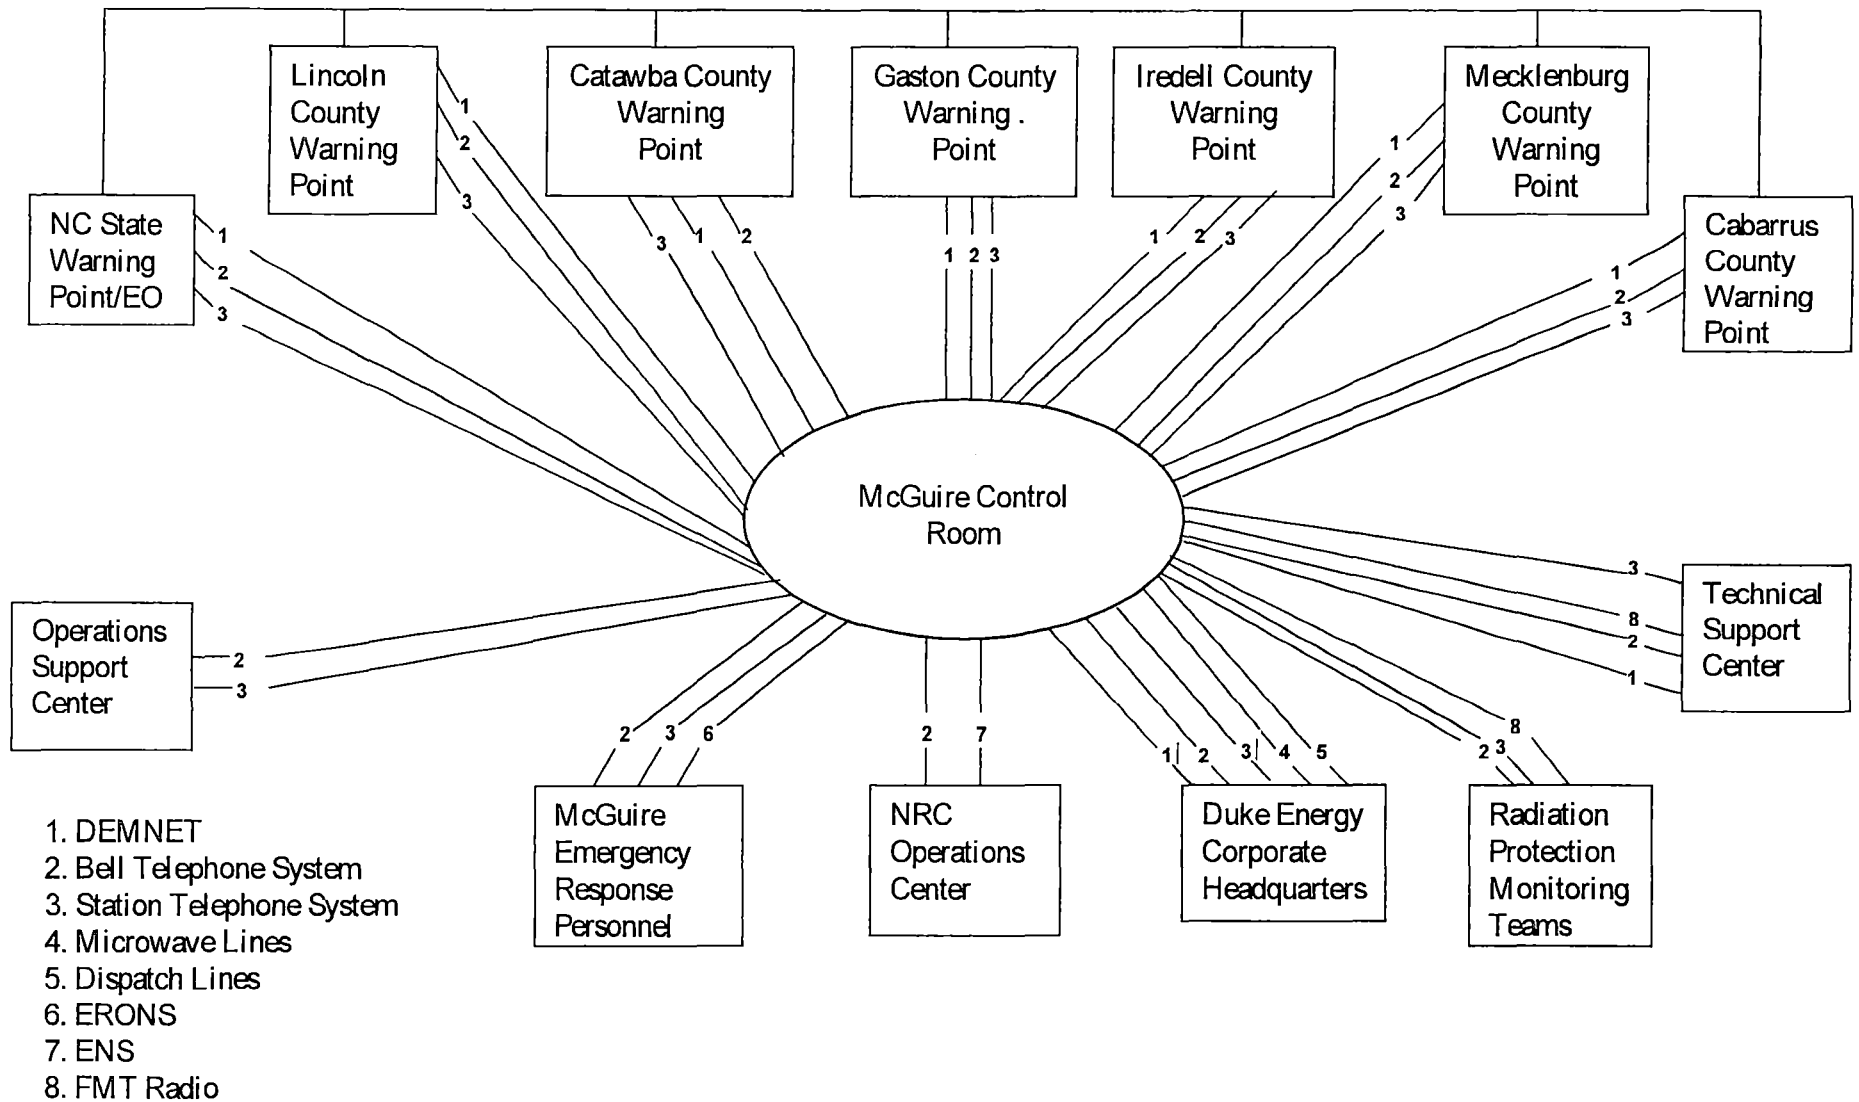 Lincoln
County
Warning
Point
Catawba County
Warning
Point
Gaston County
Warning .
Point
Iredell County
Warning
Point
Mecklenburg
County
Warning
Point
NC State
Warning
Point/EO
Cabarrus
County
Warning
Point
1
2
3
1
2
3
3
1
2
1
2
3
1
2
3
1
2
3
1
2
3
McGuire Control
Room
Operations
Support
Center
2
3
Technical
Support
Center
3
8
2
1
2
3
6
2
7
1
2
3
4
5
2
3
8
McGuire
Emergency
Response
Personnel
NRC
Operations
Center
Duke Energy
Corporate
Headquarters
Radiation
Protection
Monitoring
Teams
1. DEMNET
2. Bell Telephone System
3. Station Telephone System
4. Microwave Lines
5. Dispatch Lines
6. ERONS
7. ENS
8. FMT Radio